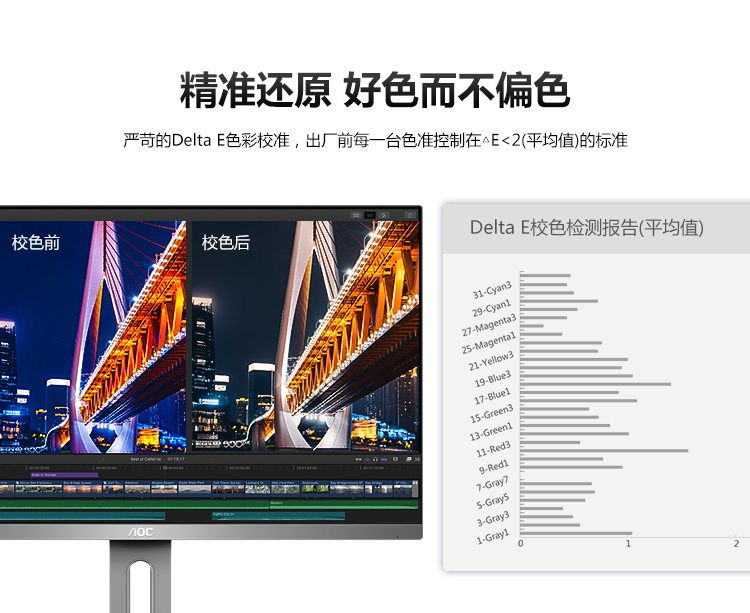 精准还原 好色而不偏色
严苛的Delta E色彩校准，出厂前每一台色准控制在△E<2(平均值)的标准
校色前
校色后
Best of California
AOC
Delta E校色检测报告(平均值)
31-Cyan3
29-Cyan1
27-Magenta3
25-Magenta1
21-Yellow3
19-Blue3
17-Blue1
15-Green3
13-Green1
11-Red3
9-Red1
7-Gray7
5-Gray5
3-Gray3
1-Gray1
0 1 2